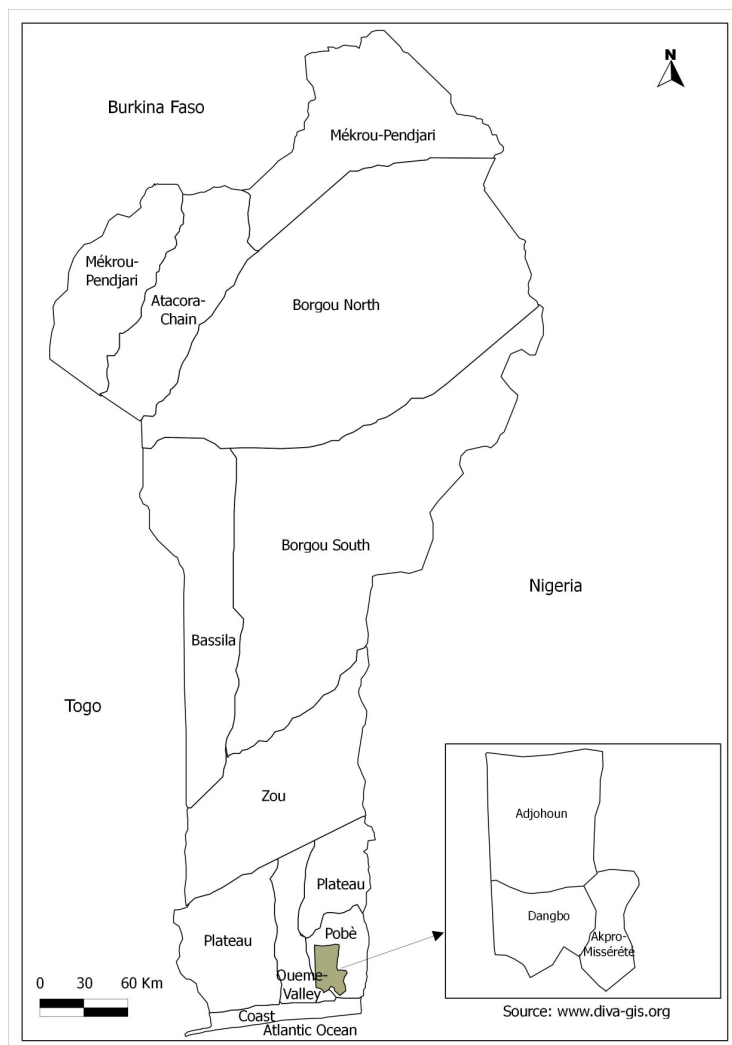 N
Burkina Faso
Mékrou-Pendjari
Mékrou-
Pendjari
Atacora-
Chain
Borgou North
Borgou South
Nigeria
Bassila
Togo
Zou
Adjohoun
Plateau
Dangbo
Plateau
Pobè
Akpro-
Missérété
0 30 60 Km
Oueme-
Valley
Coast
Atlantic Ocean
Source: www.diva-gis.org